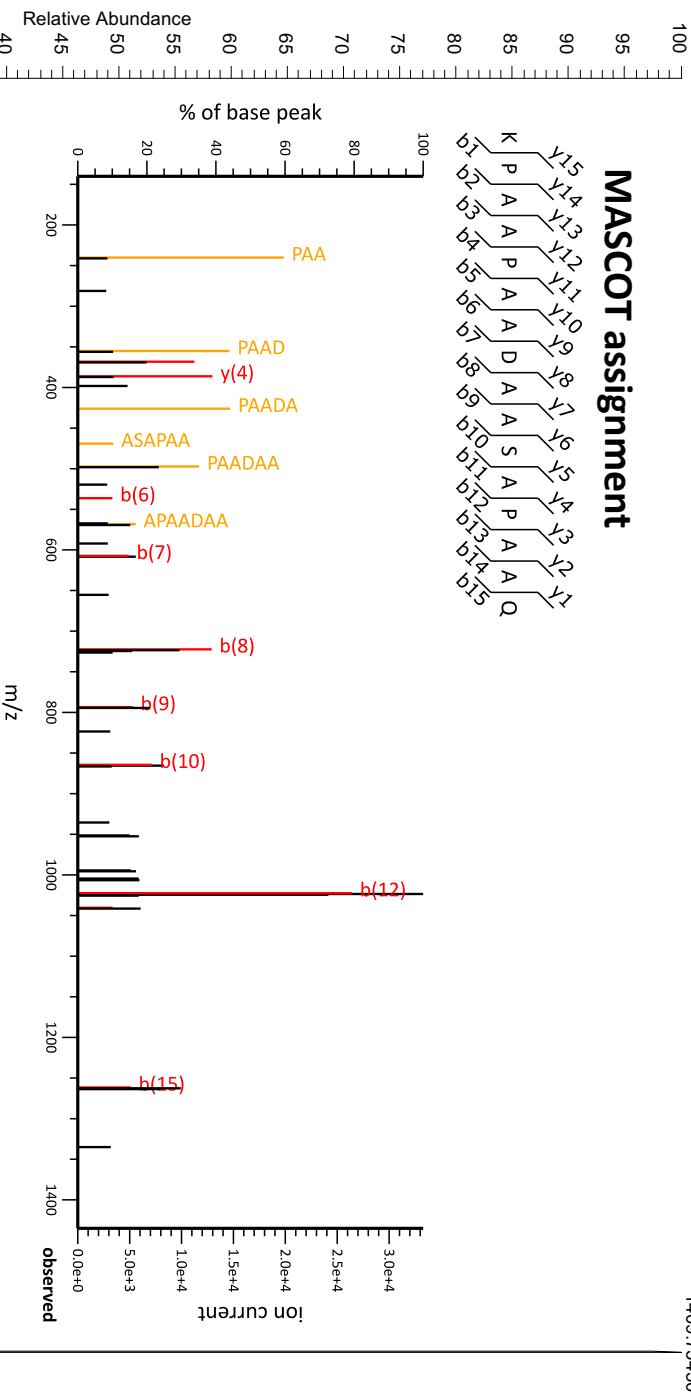 Relative Abundance
40 45 50 55 60 65 70 75 80 85 90 95 100
MASCOT assignment
y15 y14 y13 y12 y11 y10 y9 y8 y7 y6 y5 y4 y3 y2 y1
K P A A P A A D A A S A P A A Q
b1 b2 b3 b4 b5 b6 b7 b8 b9 b10 b11 b12 b13 b14 b15
% of base peak
0 20 40 60 80 100
PAA
PAAD
y(4)
PAADA
ASAPAA
PAADAA
b(6)
APAADAA
b(7)
b(8)
b(9)
b(10)
b(12)
b(15)
200 400 600 800 1000 1200 1400
m/z
0.0e+0 5.0e+3 1.0e+4 1.5e+4 2.0e+4 2.5e+4 3.0e+4
ion current
observed